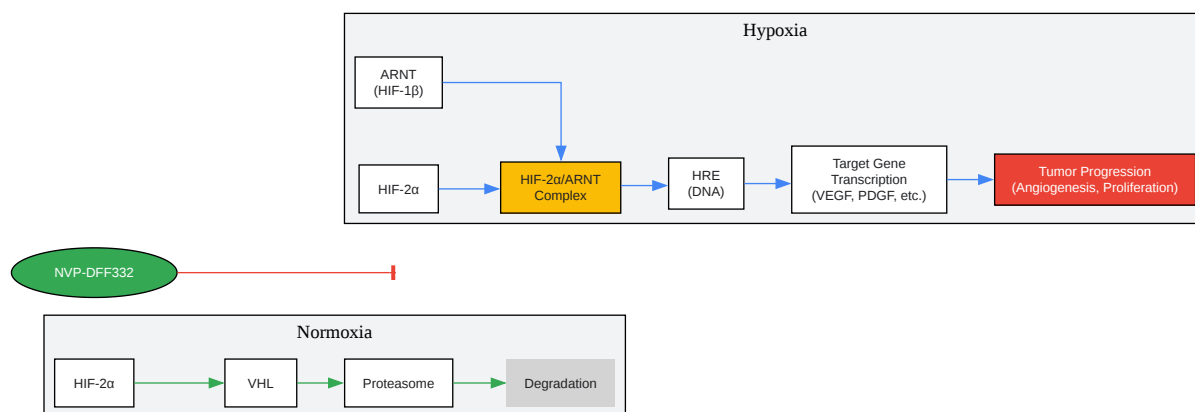 Hypoxia
ARNT
(HIF-1β)
HIF-2α
HIF-2α/ARNT
Complex
HRE
(DNA)
Target Gene
Transcription
(VEGF, PDGF, etc.)
Tumor Progression
(Angiogenesis, Proliferation)
NVP-DFF332
Normoxia
HIF-2α
VHL
Proteasome
Degradation